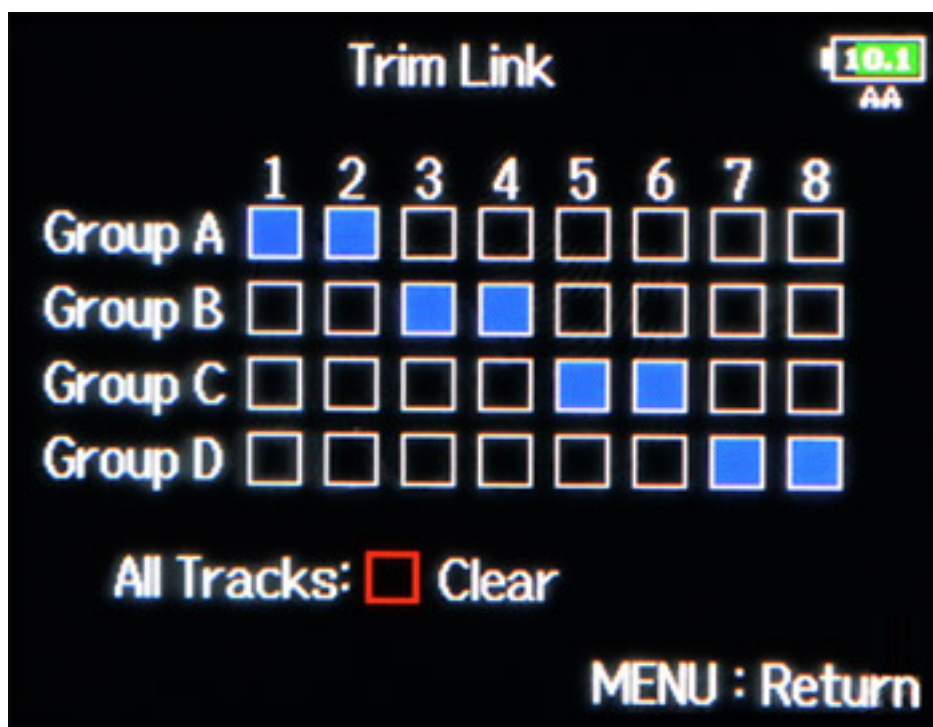 Trim Link
10.1
AA
1 2 3 4 5 6 7 8
Group A
Group B
Group C
Group D
All Tracks: Clear
MENU : Return